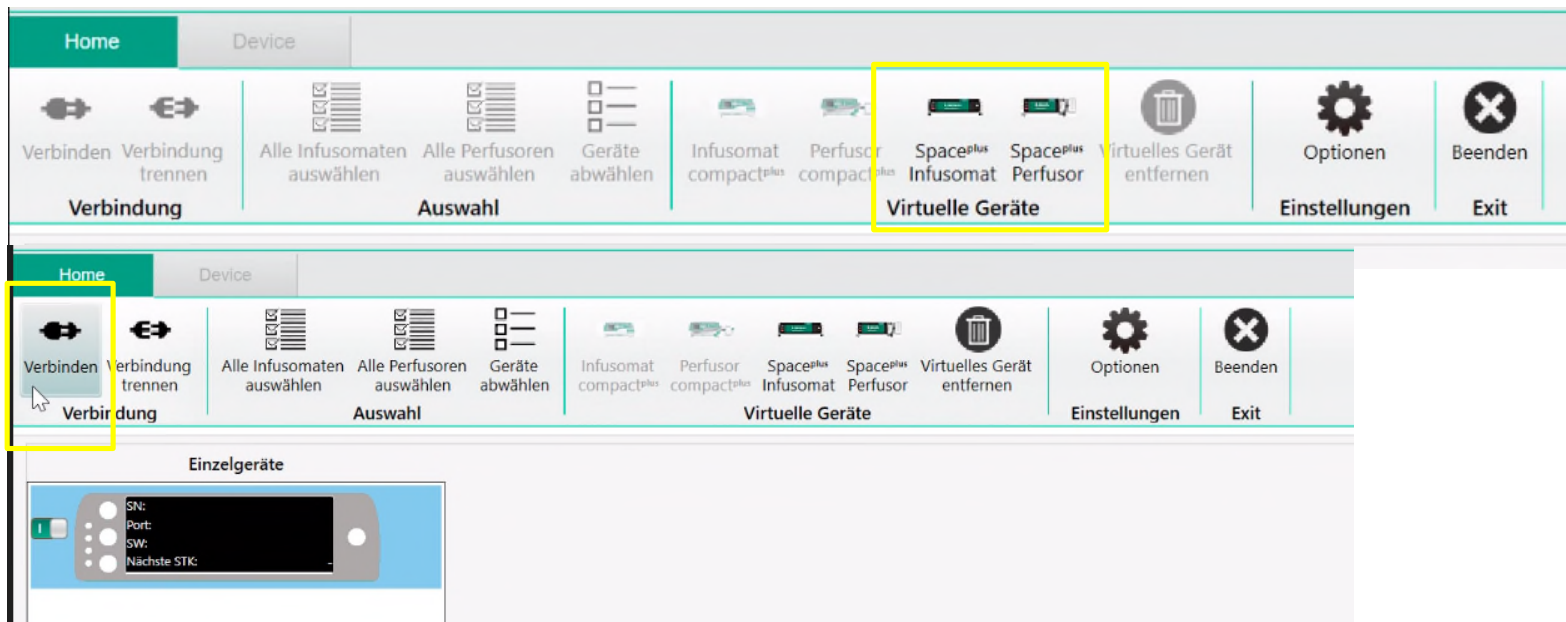 Home Device
Verbinden Verbindung trennen Alle Infusomaten auswählen Alle Perfusoren auswählen Geräte abwählen Infusomat compactplus Perfusor compactplus Spaceplus Infusomat Spaceplus Perfusor Virtuelles Gerät entfernen Optionen Beenden
Verbindung Auswahl Virtuelle Geräte Einstellungen Exit
Home Device
Verbinden Verbindung trennen Alle Infusomaten auswählen Alle Perfusoren auswählen Geräte abwählen Infusomat compactplus Perfusor compactplus Spaceplus Infusomat Spaceplus Perfusor Virtuelles Gerät entfernen Optionen Beenden
Verbindung Auswahl Virtuelle Geräte Einstellungen Exit
Einzelgeräte
I
SN:
Port:
SW:
Nächste STK: -